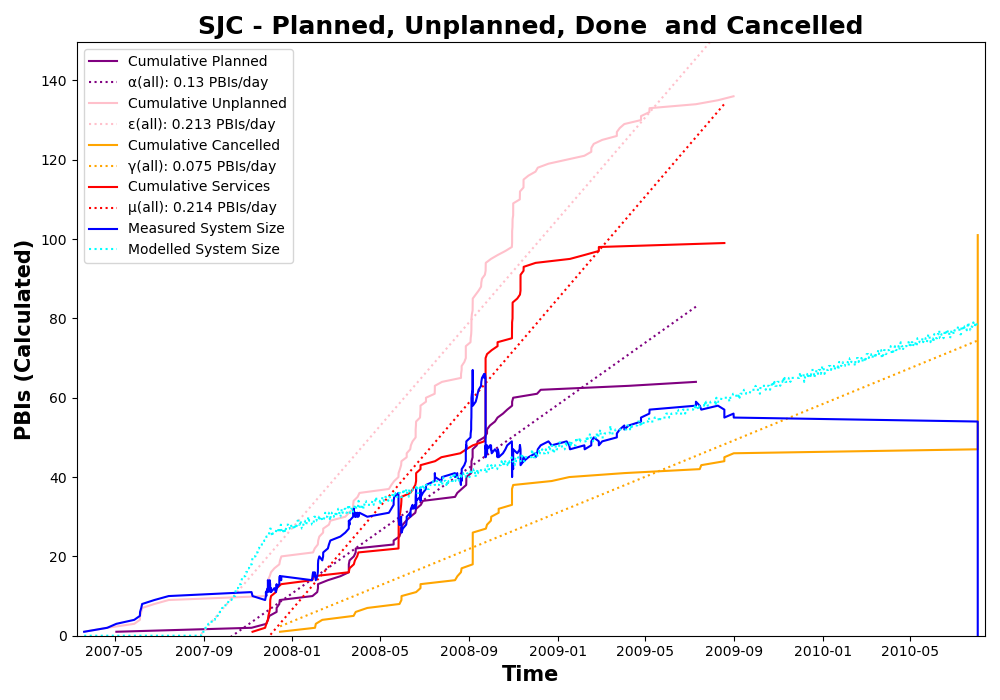 SJC - Planned, Unplanned, Done  and Cancelled
Cumulative Planned
α(all): 0.13 PBIs/day
Cumulative Unplanned
ε(all): 0.213 PBIs/day
Cumulative Cancelled
γ(all): 0.075 PBIs/day
Cumulative Services
μ(all): 0.214 PBIs/day
Measured System Size
Modelled System Size
PBIs (Calculated)
140
120
100
80
60
40
20
0
2007-05 2007-09 2008-01 2008-05 2008-09 2009-01 2009-05 2009-09 2010-01 2010-05
Time